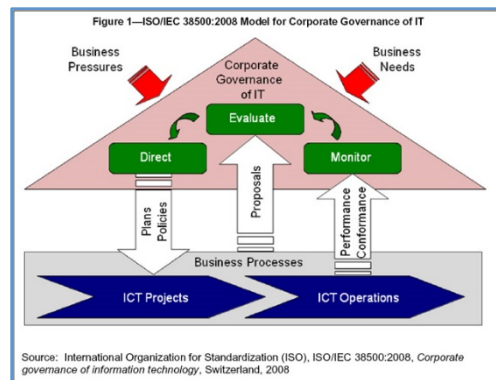 Figure 1—ISO/IEC 38500:2008 Model for Corporate Governance of IT
Business
Pressures
Business
Needs
Corporate
Governance
of IT
Evaluate
Direct
Monitor
Plans
Policies
Proposals
Performance
Conformance
Business Processes
ICT Projects
ICT Operations
Source: International Organization for Standardization (ISO), ISO/IEC 38500:2008, Corporate
governance of information technology, Switzerland, 2008